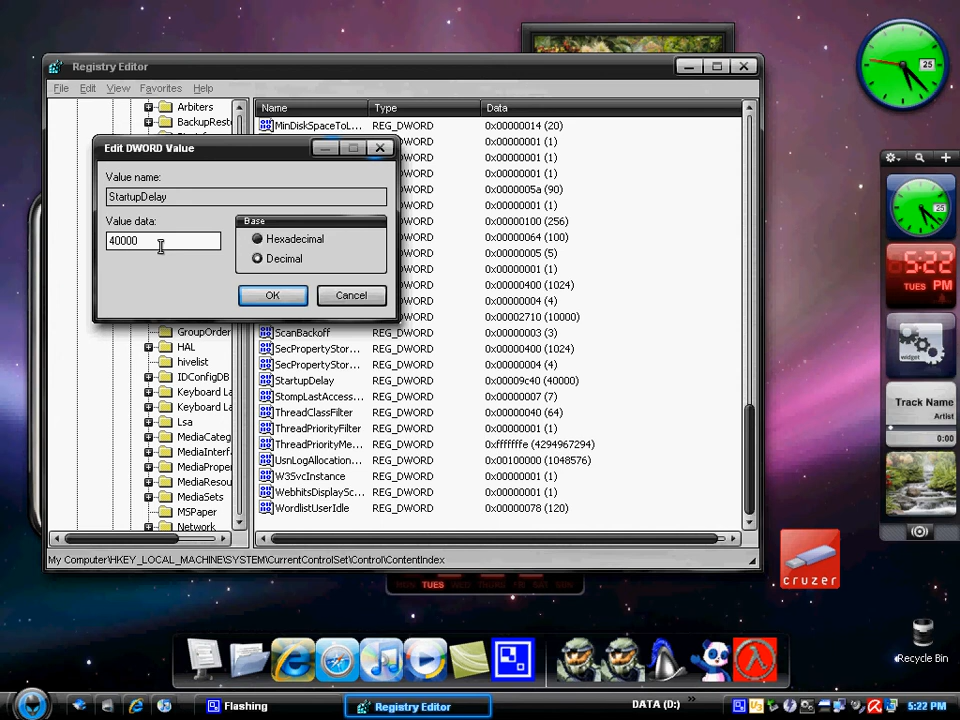 Registry Editor
File Edit View Favorites Help
Arbiters
BackupResto
Edit DWORD Value
Value name:
StartupDelay
Value data:
40000
Base
Hexadecimal
Decimal
OK
Cancel
GroupOrder
HAL
hivelist
IDConfigDB
Keyboard La
Keyboard La
Lsa
MediaCateg
MediaInterf
MediaProper
MediaResou
MediaSets
MSPaper
Network
Name Type Data
MinDiskSpaceToL... REG_DWORD 0x00000014 (20)
REG_DWORD 0x00000001 (1)
REG_DWORD 0x00000001 (1)
REG_DWORD 0x00000001 (1)
REG_DWORD 0x0000005a (90)
REG_DWORD 0x00000001 (1)
REG_DWORD 0x00000100 (256)
REG_DWORD 0x00000064 (100)
REG_DWORD 0x00000005 (5)
REG_DWORD 0x00000001 (1)
REG_DWORD 0x00000400 (1024)
REG_DWORD 0x00000004 (4)
REG_DWORD 0x00002710 (10000)
ScanBackoff REG_DWORD 0x00000003 (3)
SecPropertyStor... REG_DWORD 0x00000400 (1024)
SecPropertyStor... REG_DWORD 0x00000004 (4)
StartupDelay REG_DWORD 0x00009c40 (40000)
StompLastAccess... REG_DWORD 0x00000007 (7)
ThreadClassFilter REG_DWORD 0x00000040 (64)
ThreadPriorityFilter REG_DWORD 0x00000001 (1)
ThreadPriorityMe... REG_DWORD 0xfffffffe (4294967294)
UsnLogAllocation... REG_DWORD 0x00100000 (1048576)
W3SvcInstance REG_DWORD 0x00000001 (1)
WebhitsDisplaySc... REG_DWORD 0x00000001 (1)
WordlistUserIdle REG_DWORD 0x00000078 (120)
My Computer\HKEY_LOCAL_MACHINE\SYSTEM\CurrentControlSet\Control\ContentIndex
25
25
5:22
TUES PM
widget
Track Name
Artist
0:00
cruzer
TUES
Recycle Bin
Flashing
Registry Editor
DATA (D:)
5:22 PM